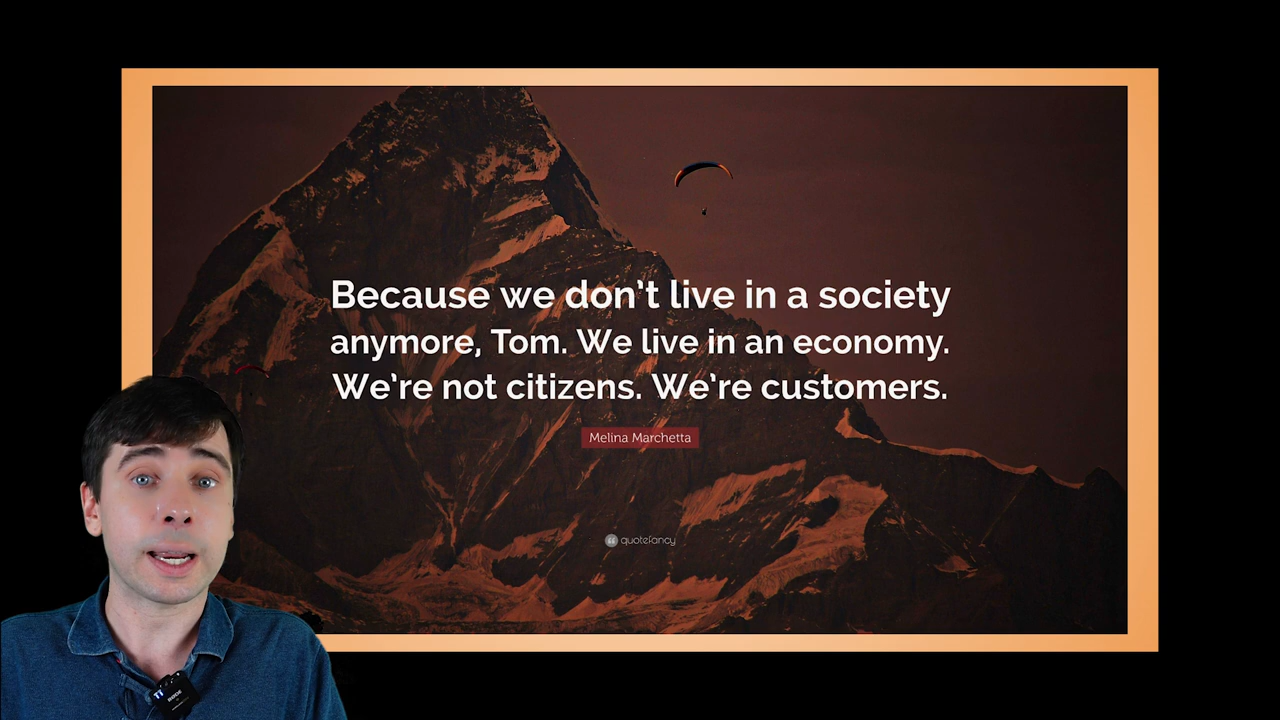 Because we don't live in a society
anymore, Tom. We live in an economy.
We're not citizens. We're customers.
Melina Marchetta
quotefancy
RODE